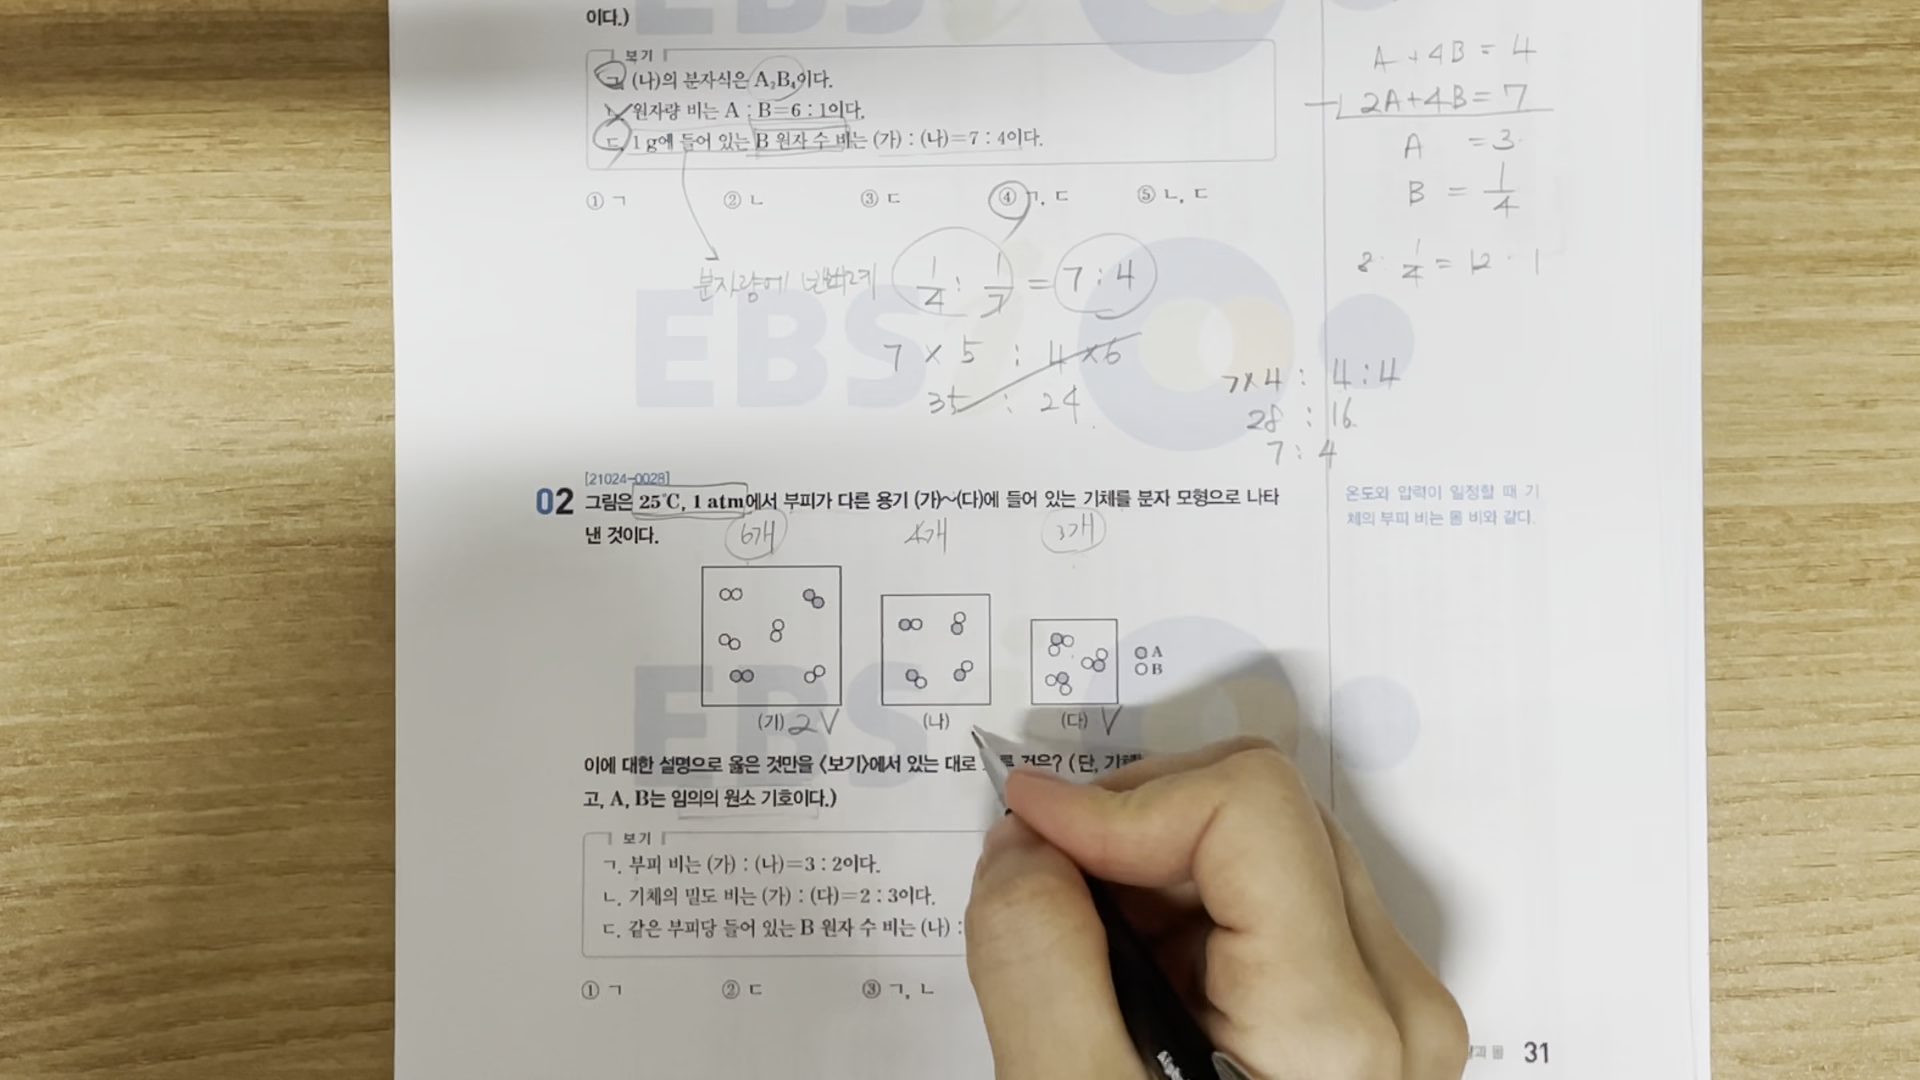 이다.)
보기
ㄱ. (나)의 분자식은 A₂B₄이다.
ㄴ. 원자량 비는 A : B=6 : 1이다.
ㄷ. 1 g에 들어 있는 B 원자 수 비는 (가) : (나)=7 : 4이다.
① ㄱ ② ㄴ ③ ㄷ ④ ㄱ, ㄷ ⑤ ㄴ, ㄷ
A + 4B = 4
2A+4B = 7
A = 3
B = 1/4
8 · 1/4 = 12 · 1
분자량에 반비례 1/4 : 1/7 = 7 : 4
7 × 5 : 4 × 6
35 : 24
7×4 : 4 : 4
28 : 16
7 : 4
EBSi
[21024-0028]
02 그림은 25℃, 1 atm에서 부피가 다른 용기 (가)~(다)에 들어 있는 기체를 분자 모형으로 나타
낸 것이다.
온도와 압력이 일정할 때 기
체의 부피 비는 몰 비와 같다.
6개 4개 3개
A
B
(가) 2V (나) (다) V
이에 대한 설명으로 옳은 것만을 <보기>에서 있는 대로 것은? (단, 기체
고, A, B는 임의의 원소 기호이다.)
보기
ㄱ. 부피 비는 (가) : (나)=3 : 2이다.
ㄴ. 기체의 밀도 비는 (가) : (다)=2 : 3이다.
ㄷ. 같은 부피당 들어 있는 B 원자 수 비는 (나) :
① ㄱ ② ㄷ ③ ㄱ, ㄴ
몰 31